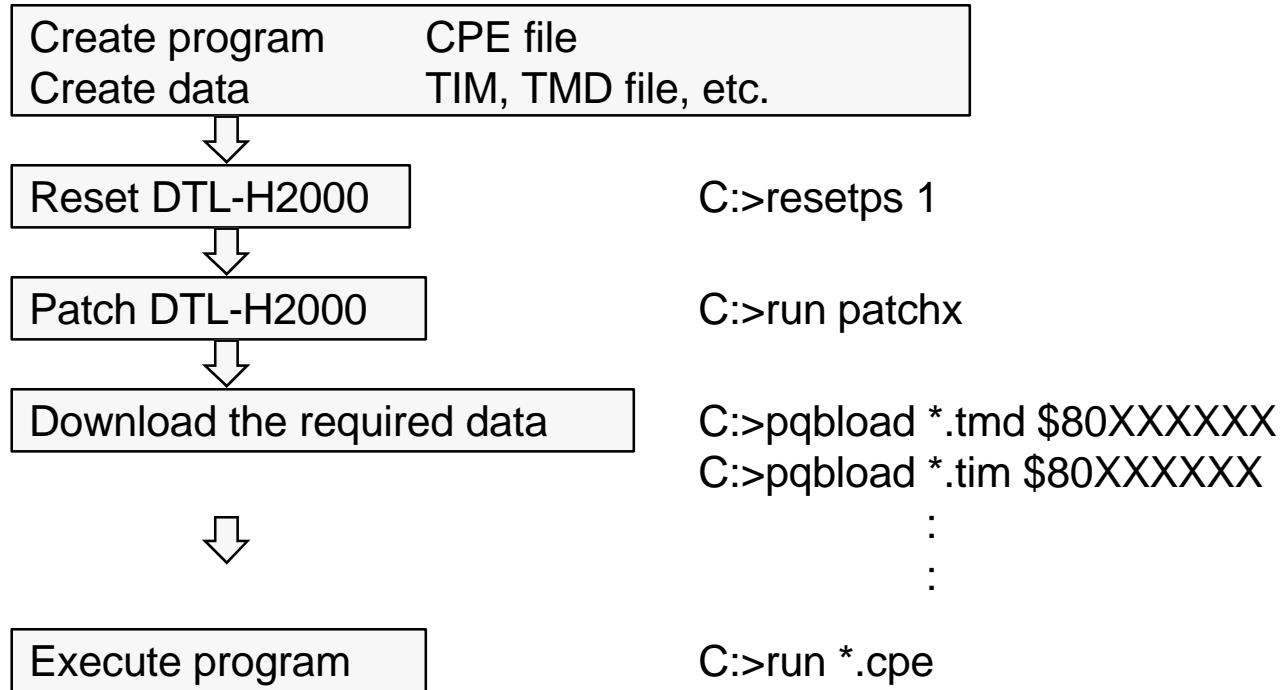 Create program CPE file
Create data TIM, TMD file, etc.
Reset DTL-H2000 C:>resetps 1
Patch DTL-H2000 C:>run patchx
Download the required data C:>pqbload *.tmd $80XXXXXX
C:>pqbload *.tim $80XXXXXX
:
:
Execute program C:>run *.cpe